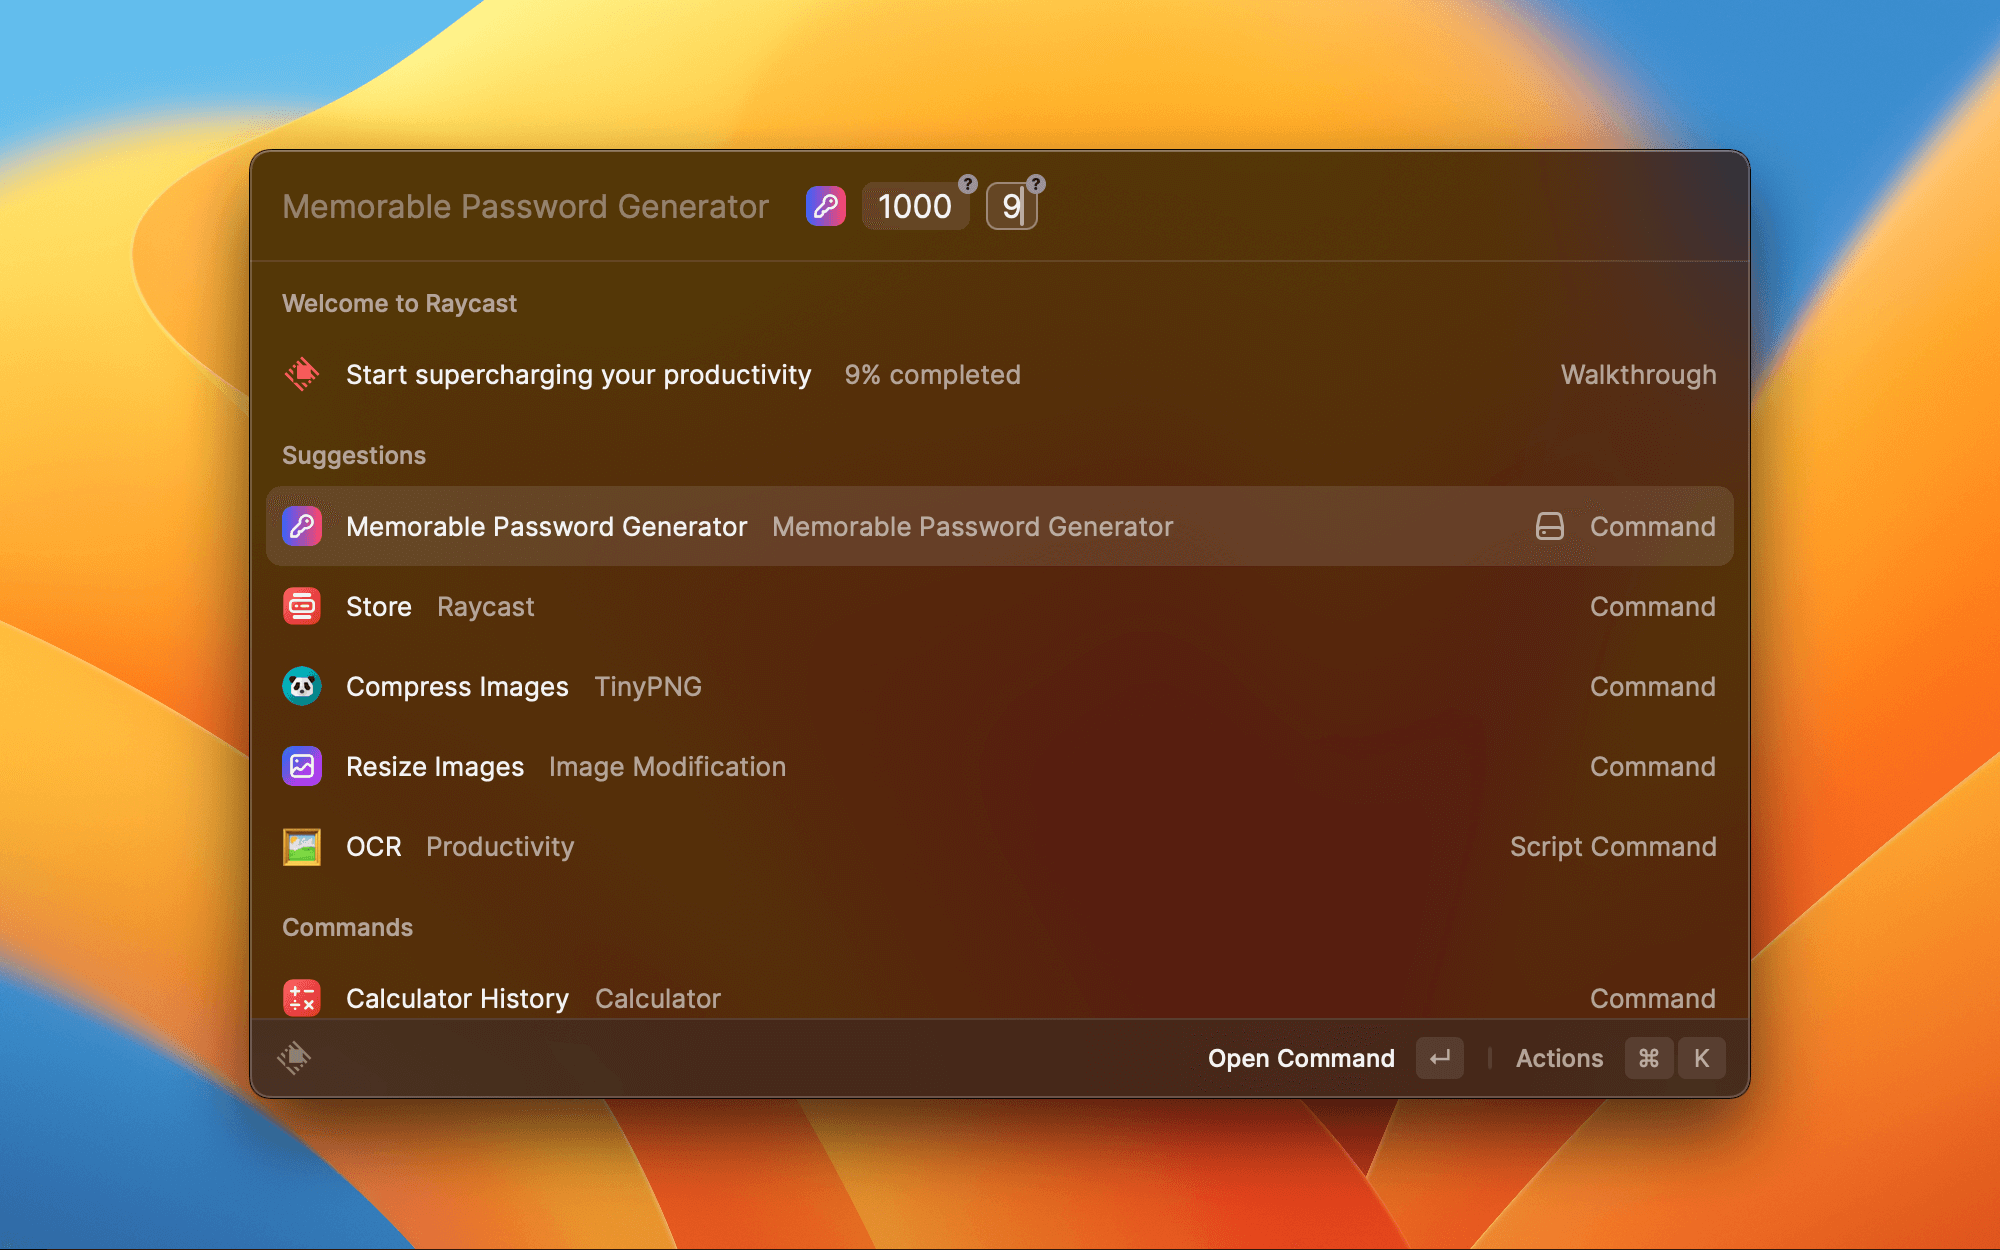 Memorable Password Generator 1000 ? 9 ?
Welcome to Raycast
Start supercharging your productivity 9% completed Walkthrough
Suggestions
Memorable Password Generator Memorable Password Generator Command
Store Raycast Command
Compress Images TinyPNG Command
Resize Images Image Modification Command
OCR Productivity Script Command
Commands
Calculator History Calculator Command
Open Command ↵ Actions ⌘ K